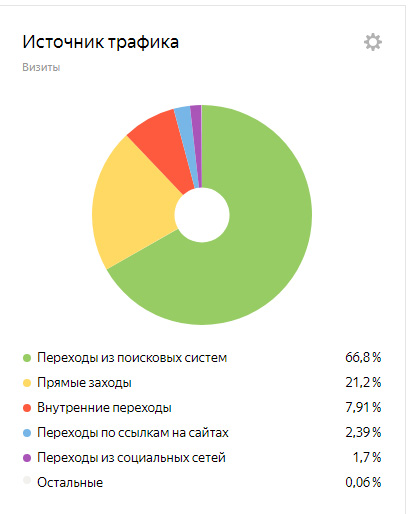 Источник трафика
Визиты
Переходы из поисковых систем 66,8 %
Прямые заходы 21,2 %
Внутренние переходы 7,91 %
Переходы по ссылкам на сайтах 2,39 %
Переходы из социальных сетей 1,7 %
Остальные 0,06 %